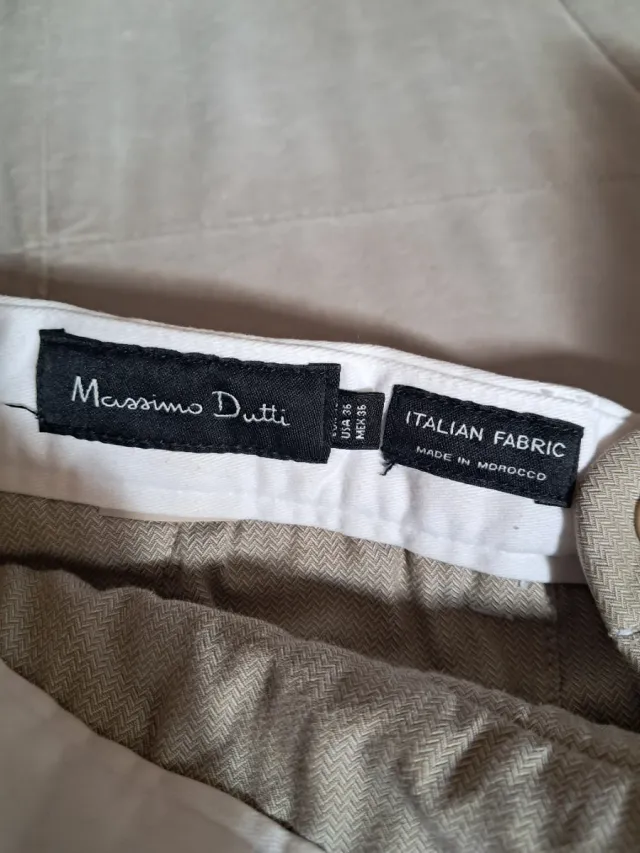 Massimo Dutti
USA 36
MEX 36
ITALIAN FABRIC
MADE IN MOROCCO